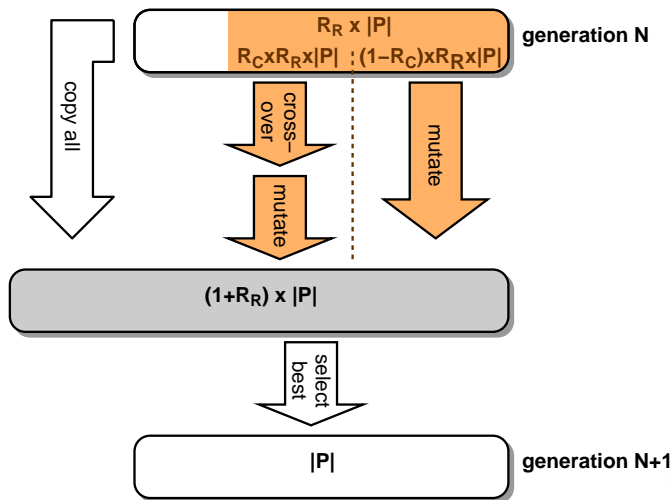 R_R x |P|
generation N
R_CxR_Rx|P| (1−R_C)xR_Rx|P|
copy all
cross–
over
mutate
mutate
(1+R_R) x |P|
select
best
|P|
generation N+1